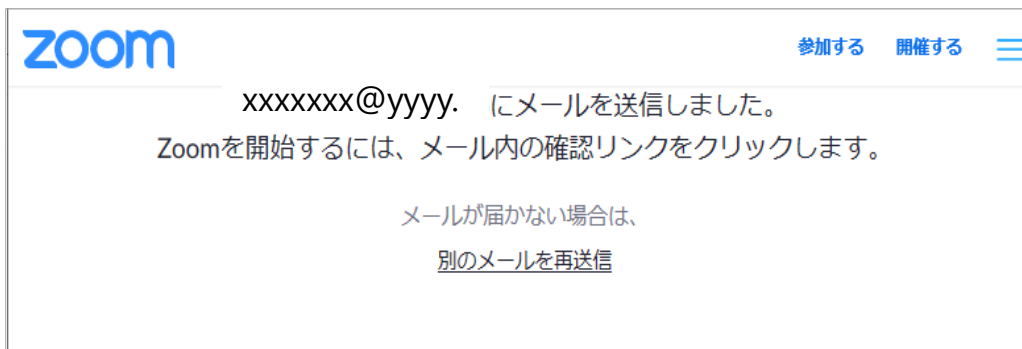 zoom 参加する 開催する
xxxxxxx@yyyy. にメールを送信しました。
Zoomを開始するには、メール内の確認リンクをクリックします。
メールが届かない場合は、
別のメールを再送信